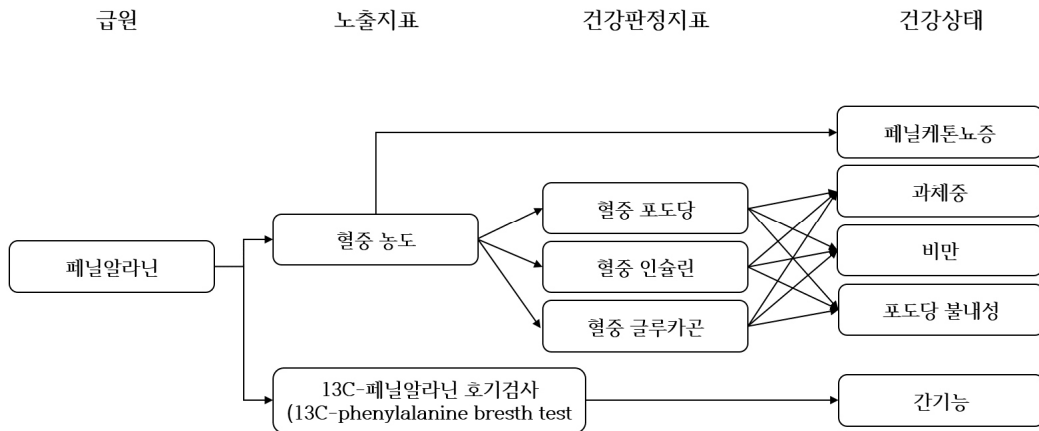 급원 노출지표 건강판정지표 건강상태
페닐케톤뇨증
과체중
혈중 포도당
혈중 농도
비만
페닐알라닌
혈중 인슐린
포도당 불내성
혈중 글루카곤
13C-페닐알라닌 호기검사
(13C-phenylalanine bresth test
간기능